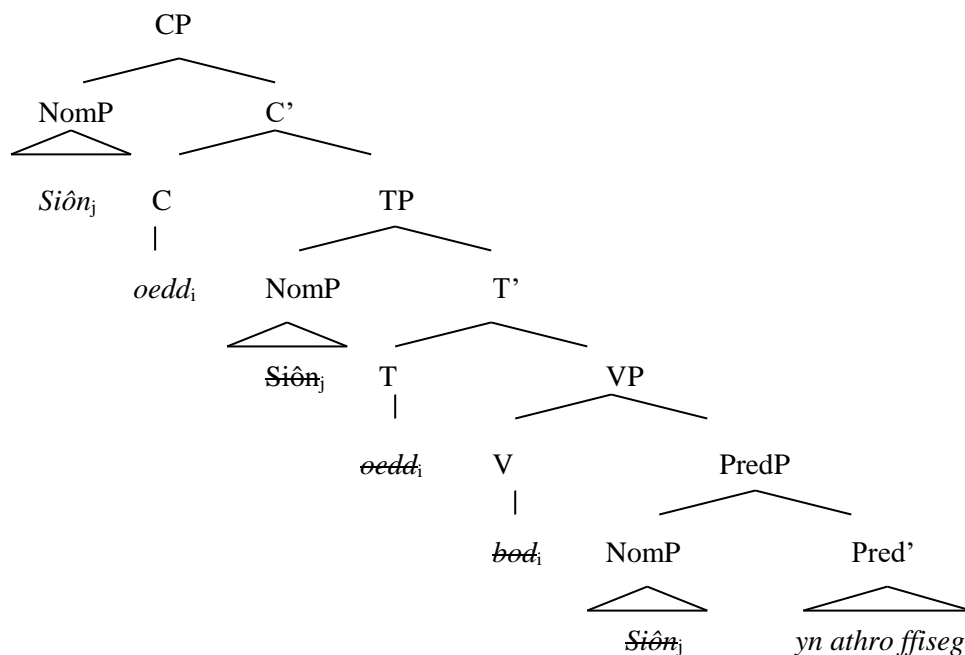 CP
NomP C’
Siônj C TP
oeddi NomP T’
Siônj T VP
oeddi V PredP
bodi NomP Pred’
Siônj yn athro ffiseg